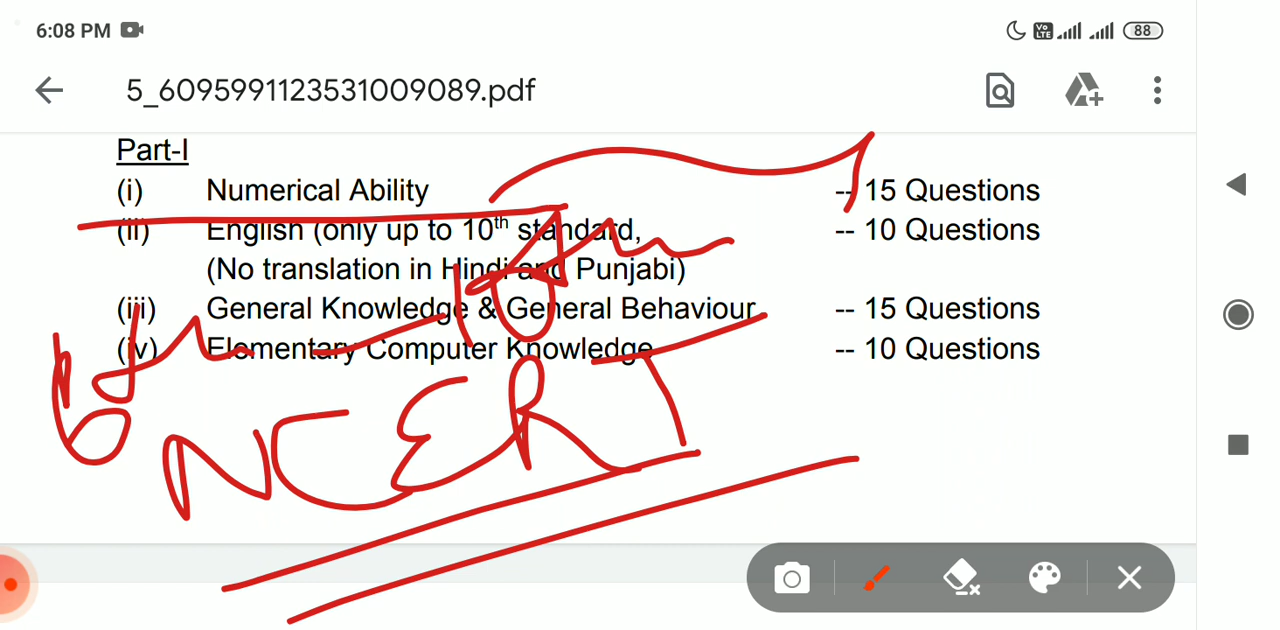 6:08 PM 88
5_6095991123531009089.pdf
Part-I
(i) Numerical Ability -- 15 Questions
(ii) English (only up to 10th standard, -- 10 Questions
(No translation in Hindi and Punjabi)
(iii) General Knowledge & General Behaviour -- 15 Questions
(iv) Elementary Computer Knowledge -- 10 Questions
NCERT